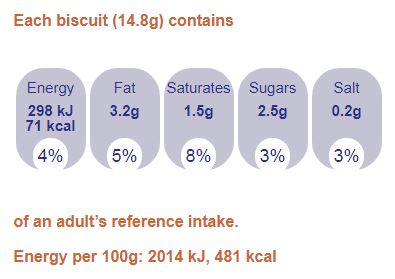 Each biscuit (14.8g) contains
Energy Fat Saturates Sugars Salt
298 kJ 3.2g 1.5g 2.5g 0.2g
71 kcal
4% 5% 8% 3% 3%
of an adult’s reference intake.
Energy per 100g: 2014 kJ, 481 kcal